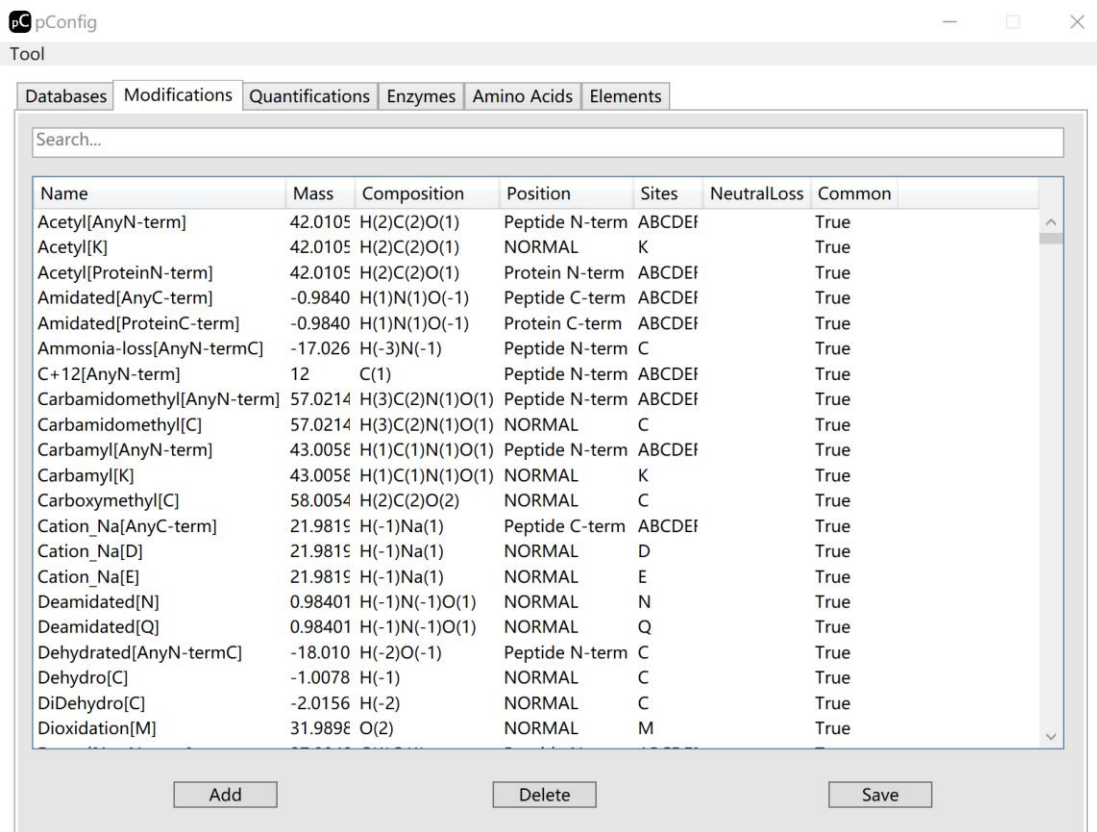 pC pConfig
Tool
Databases Modifications Quantifications Enzymes Amino Acids Elements
Search...
Name Mass Composition Position Sites NeutralLoss Common
Acetyl[AnyN-term] 42.0105 H(2)C(2)O(1) Peptide N-term ABCDEF True
Acetyl[K] 42.0105 H(2)C(2)O(1) NORMAL K True
Acetyl[ProteinN-term] 42.0105 H(2)C(2)O(1) Protein N-term ABCDEF True
Amidated[AnyC-term] -0.9840 H(1)N(1)O(-1) Peptide C-term ABCDEF True
Amidated[ProteinC-term] -0.9840 H(1)N(1)O(-1) Protein C-term ABCDEF True
Ammonia-loss[AnyN-termC] -17.026 H(-3)N(-1) Peptide N-term C True
C+12[AnyN-term] 12 C(1) Peptide N-term ABCDEF True
Carbamidomethyl[AnyN-term] 57.0214 H(3)C(2)N(1)O(1) Peptide N-term ABCDEF True
Carbamidomethyl[C] 57.0214 H(3)C(2)N(1)O(1) NORMAL C True
Carbamyl[AnyN-term] 43.0058 H(1)C(1)N(1)O(1) Peptide N-term ABCDEF True
Carbamyl[K] 43.0058 H(1)C(1)N(1)O(1) NORMAL K True
Carboxymethyl[C] 58.0054 H(2)C(2)O(2) NORMAL C True
Cation_Na[AnyC-term] 21.9819 H(-1)Na(1) Peptide C-term ABCDEF True
Cation_Na[D] 21.9819 H(-1)Na(1) NORMAL D True
Cation_Na[E] 21.9819 H(-1)Na(1) NORMAL E True
Deamidated[N] 0.98401 H(-1)N(-1)O(1) NORMAL N True
Deamidated[Q] 0.98401 H(-1)N(-1)O(1) NORMAL Q True
Dehydrated[AnyN-termC] -18.010 H(-2)O(-1) Peptide N-term C True
Dehydro[C] -1.0078 H(-1) NORMAL C True
DiDehydro[C] -2.0156 H(-2) NORMAL C True
Dioxidation[M] 31.9898 O(2) NORMAL M True
Add Delete Save